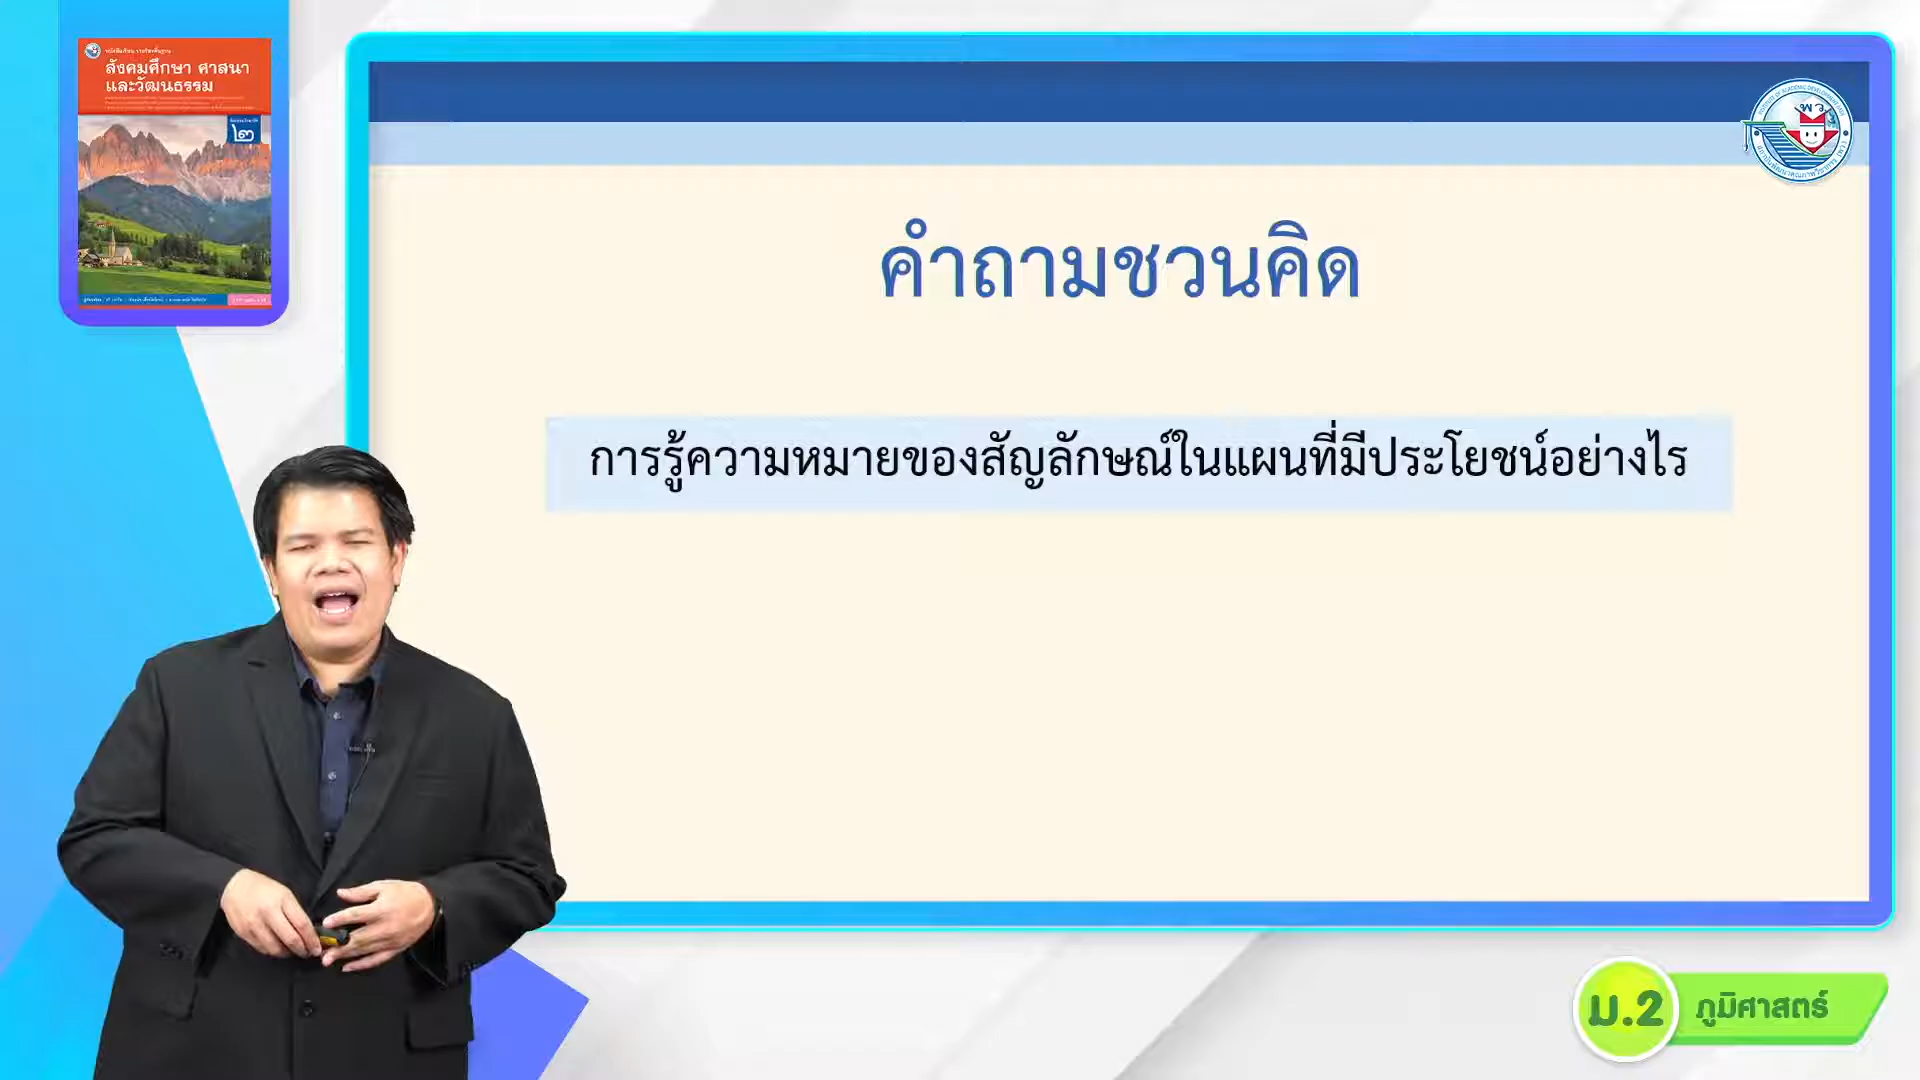 สังคมศึกษา ศาสนา
และวัฒนธรรม
๒
พว
คำถามชวนคิด
การรู้ความหมายของสัญลักษณ์ในแผนที่มีประโยชน์อย่างไร
ม.2 ภูมิศาสตร์